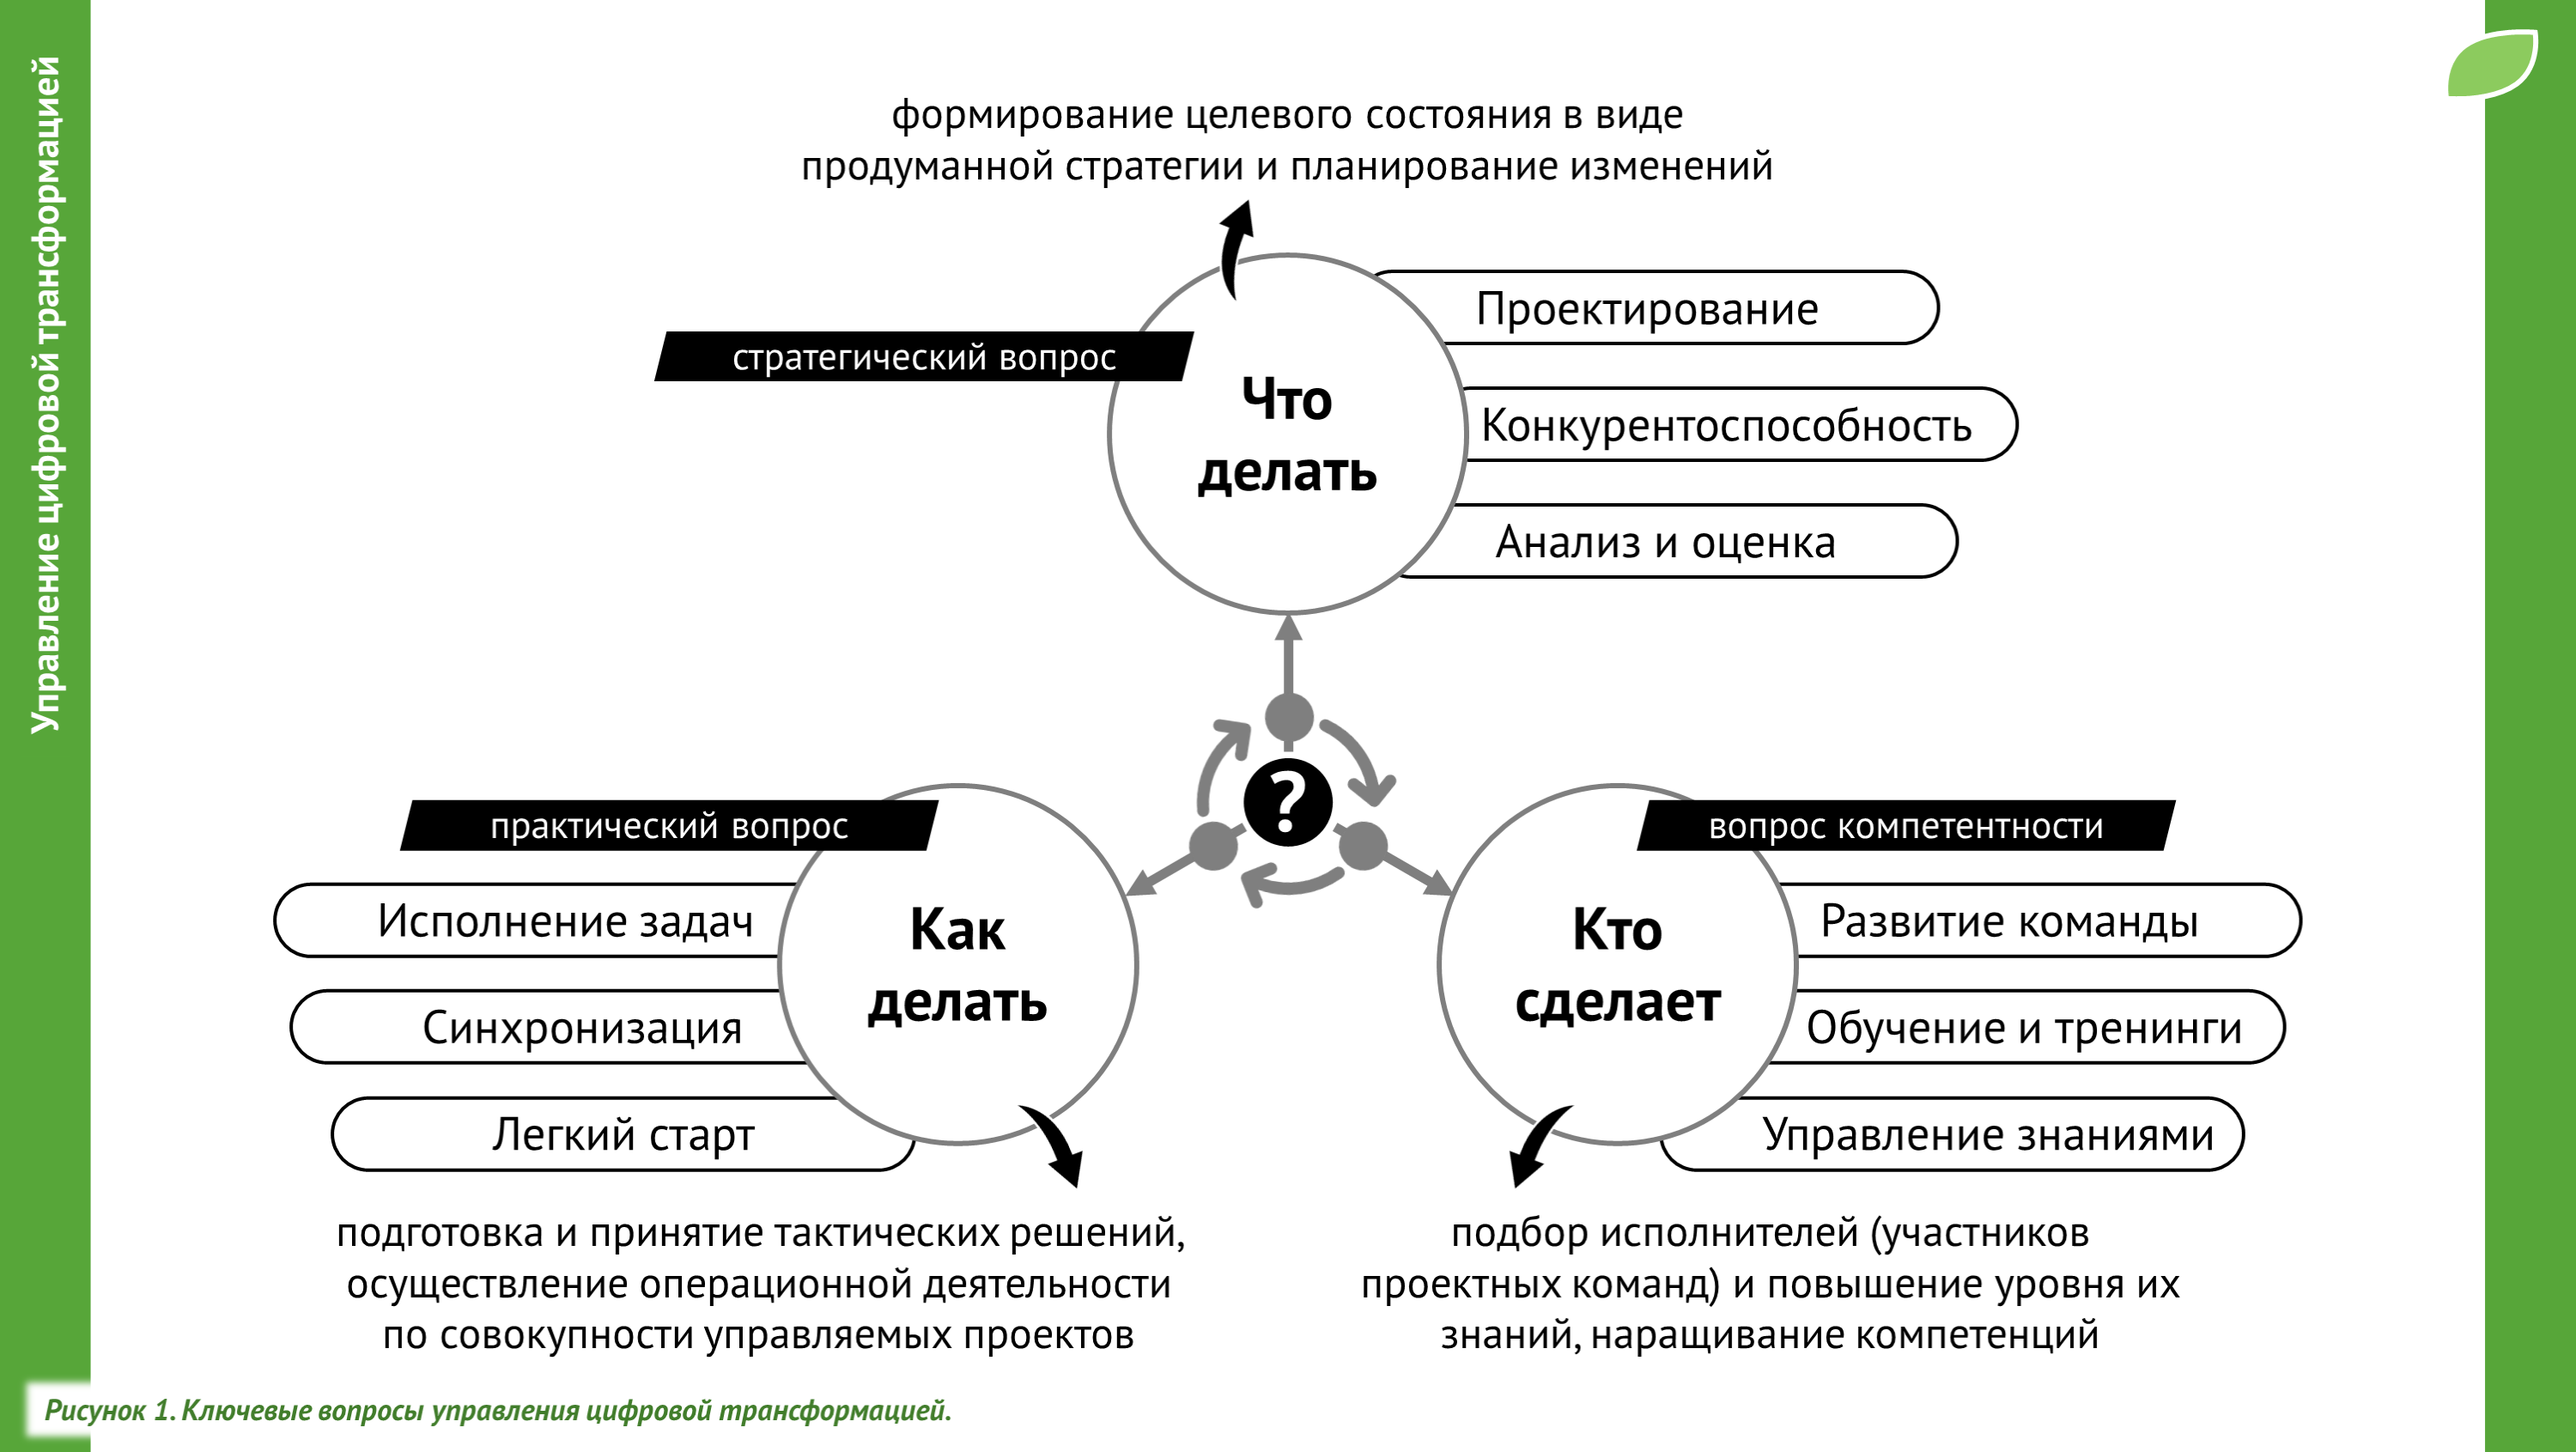 Управление цифровой трансформацией
формирование целевого состояния в виде
продуманной стратегии и планирование изменений
стратегический вопрос
Что
делать
Проектирование
Конкурентоспособность
Анализ и оценка
?
практический вопрос
Как
делать
Исполнение задач
Синхронизация
Легкий старт
подготовка и принятие тактических решений,
осуществление операционной деятельности
по совокупности управляемых проектов
вопрос компетентности
Кто
сделает
Развитие команды
Обучение и тренинги
Управление знаниями
подбор исполнителей (участников
проектных команд) и повышение уровня их
знаний, наращивание компетенций
Рисунок 1. Ключевые вопросы управления цифровой трансформацией.